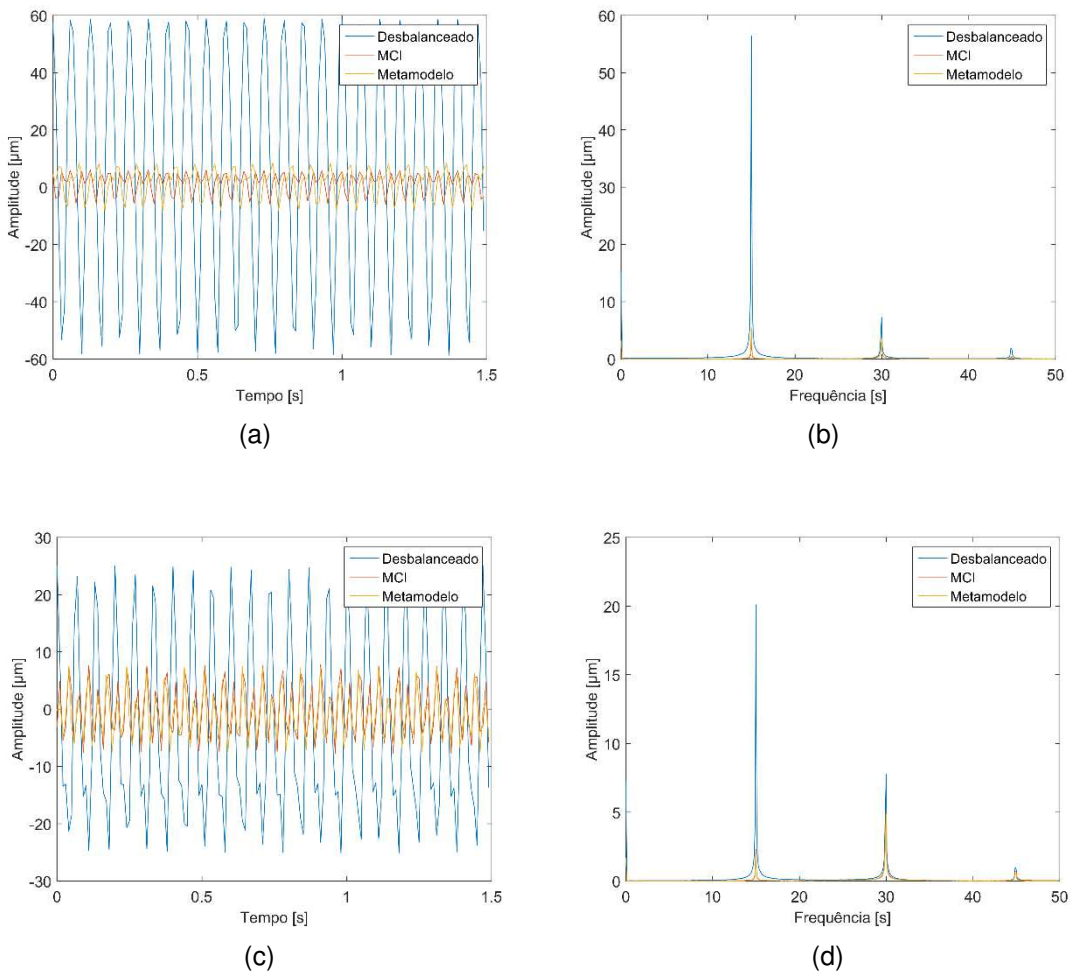 60
40
20
0
-20
-40
-60
Amplitude [µm]
0
0.5
1
1.5
Tempo [s]
Desbalanceado
MCI
Metamodelo
(a)
60
50
40
30
20
10
0
Amplitude [µm]
0
10
20
30
40
50
Frequência [s]
Desbalanceado
MCI
Metamodelo
(b)
30
20
10
0
-10
-20
-30
Amplitude [µm]
0
0.5
1
1.5
Tempo [s]
Desbalanceado
MCI
Metamodelo
(c)
25
20
15
10
5
0
Amplitude [µm]
0
10
20
30
40
50
Frequência [s]
Desbalanceado
MCI
Metamodelo
(d)